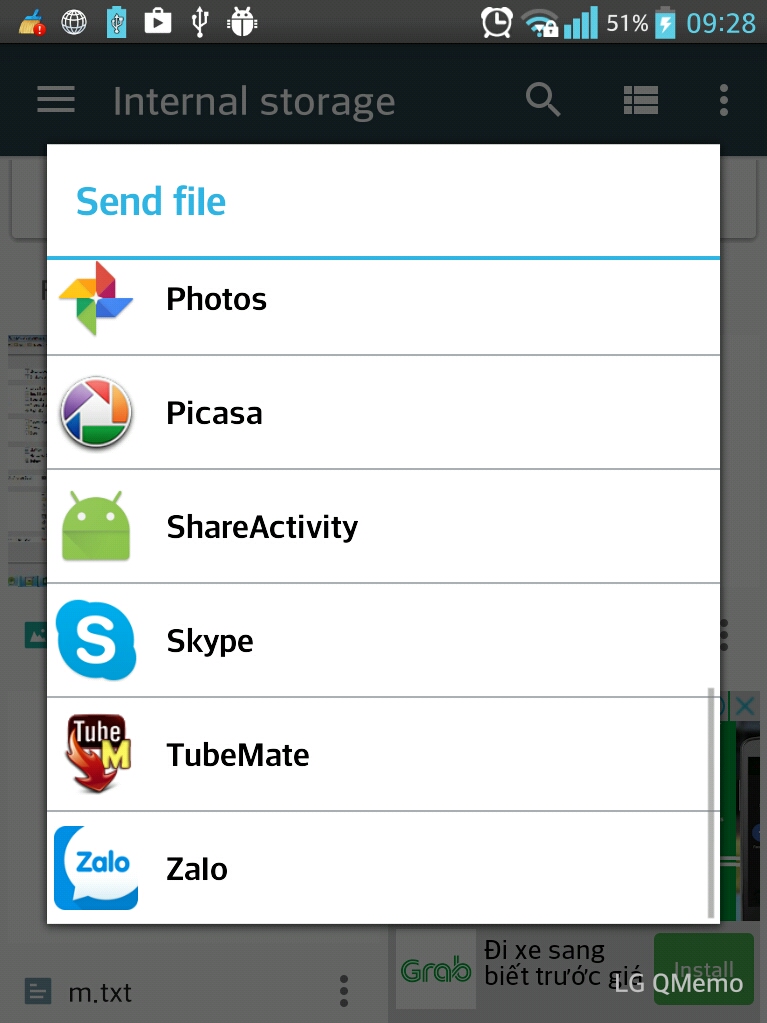 51% 09:28
Internal storage
Send file
Photos
Picasa
ShareActivity
Skype
Tube
M
TubeMate
Zalo
Zalo
m.txt
Grab
Đi xe sang
biết trước giá
Install
LG QMemo